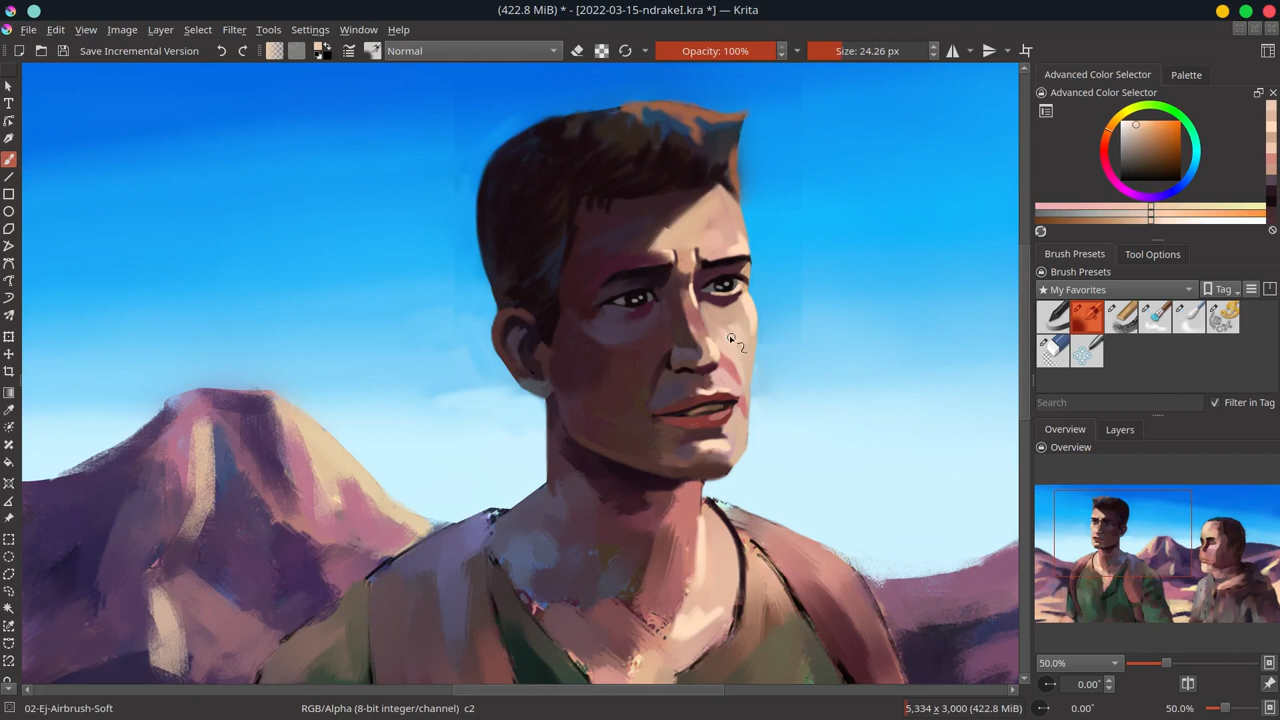 (422.8 MiB) * - [2022-03-15-ndrakeI.kra *] — Krita
File Edit View Image Layer Select Filter Tools Settings Window Help
Save Incremental Version Normal Opacity: 100% Size: 24.26 px
Advanced Color Selector Palette
Advanced Color Selector
Brush Presets Tool Options
Brush Presets
★ My Favorites Tag
Search Filter in Tag
Overview Layers
Overview
50.0%
0.00°
02-Ej-Airbrush-Soft RGB/Alpha (8-bit integer/channel) c2 5,334 x 3,000 (422.8 MiB) 0.00° 50.0%